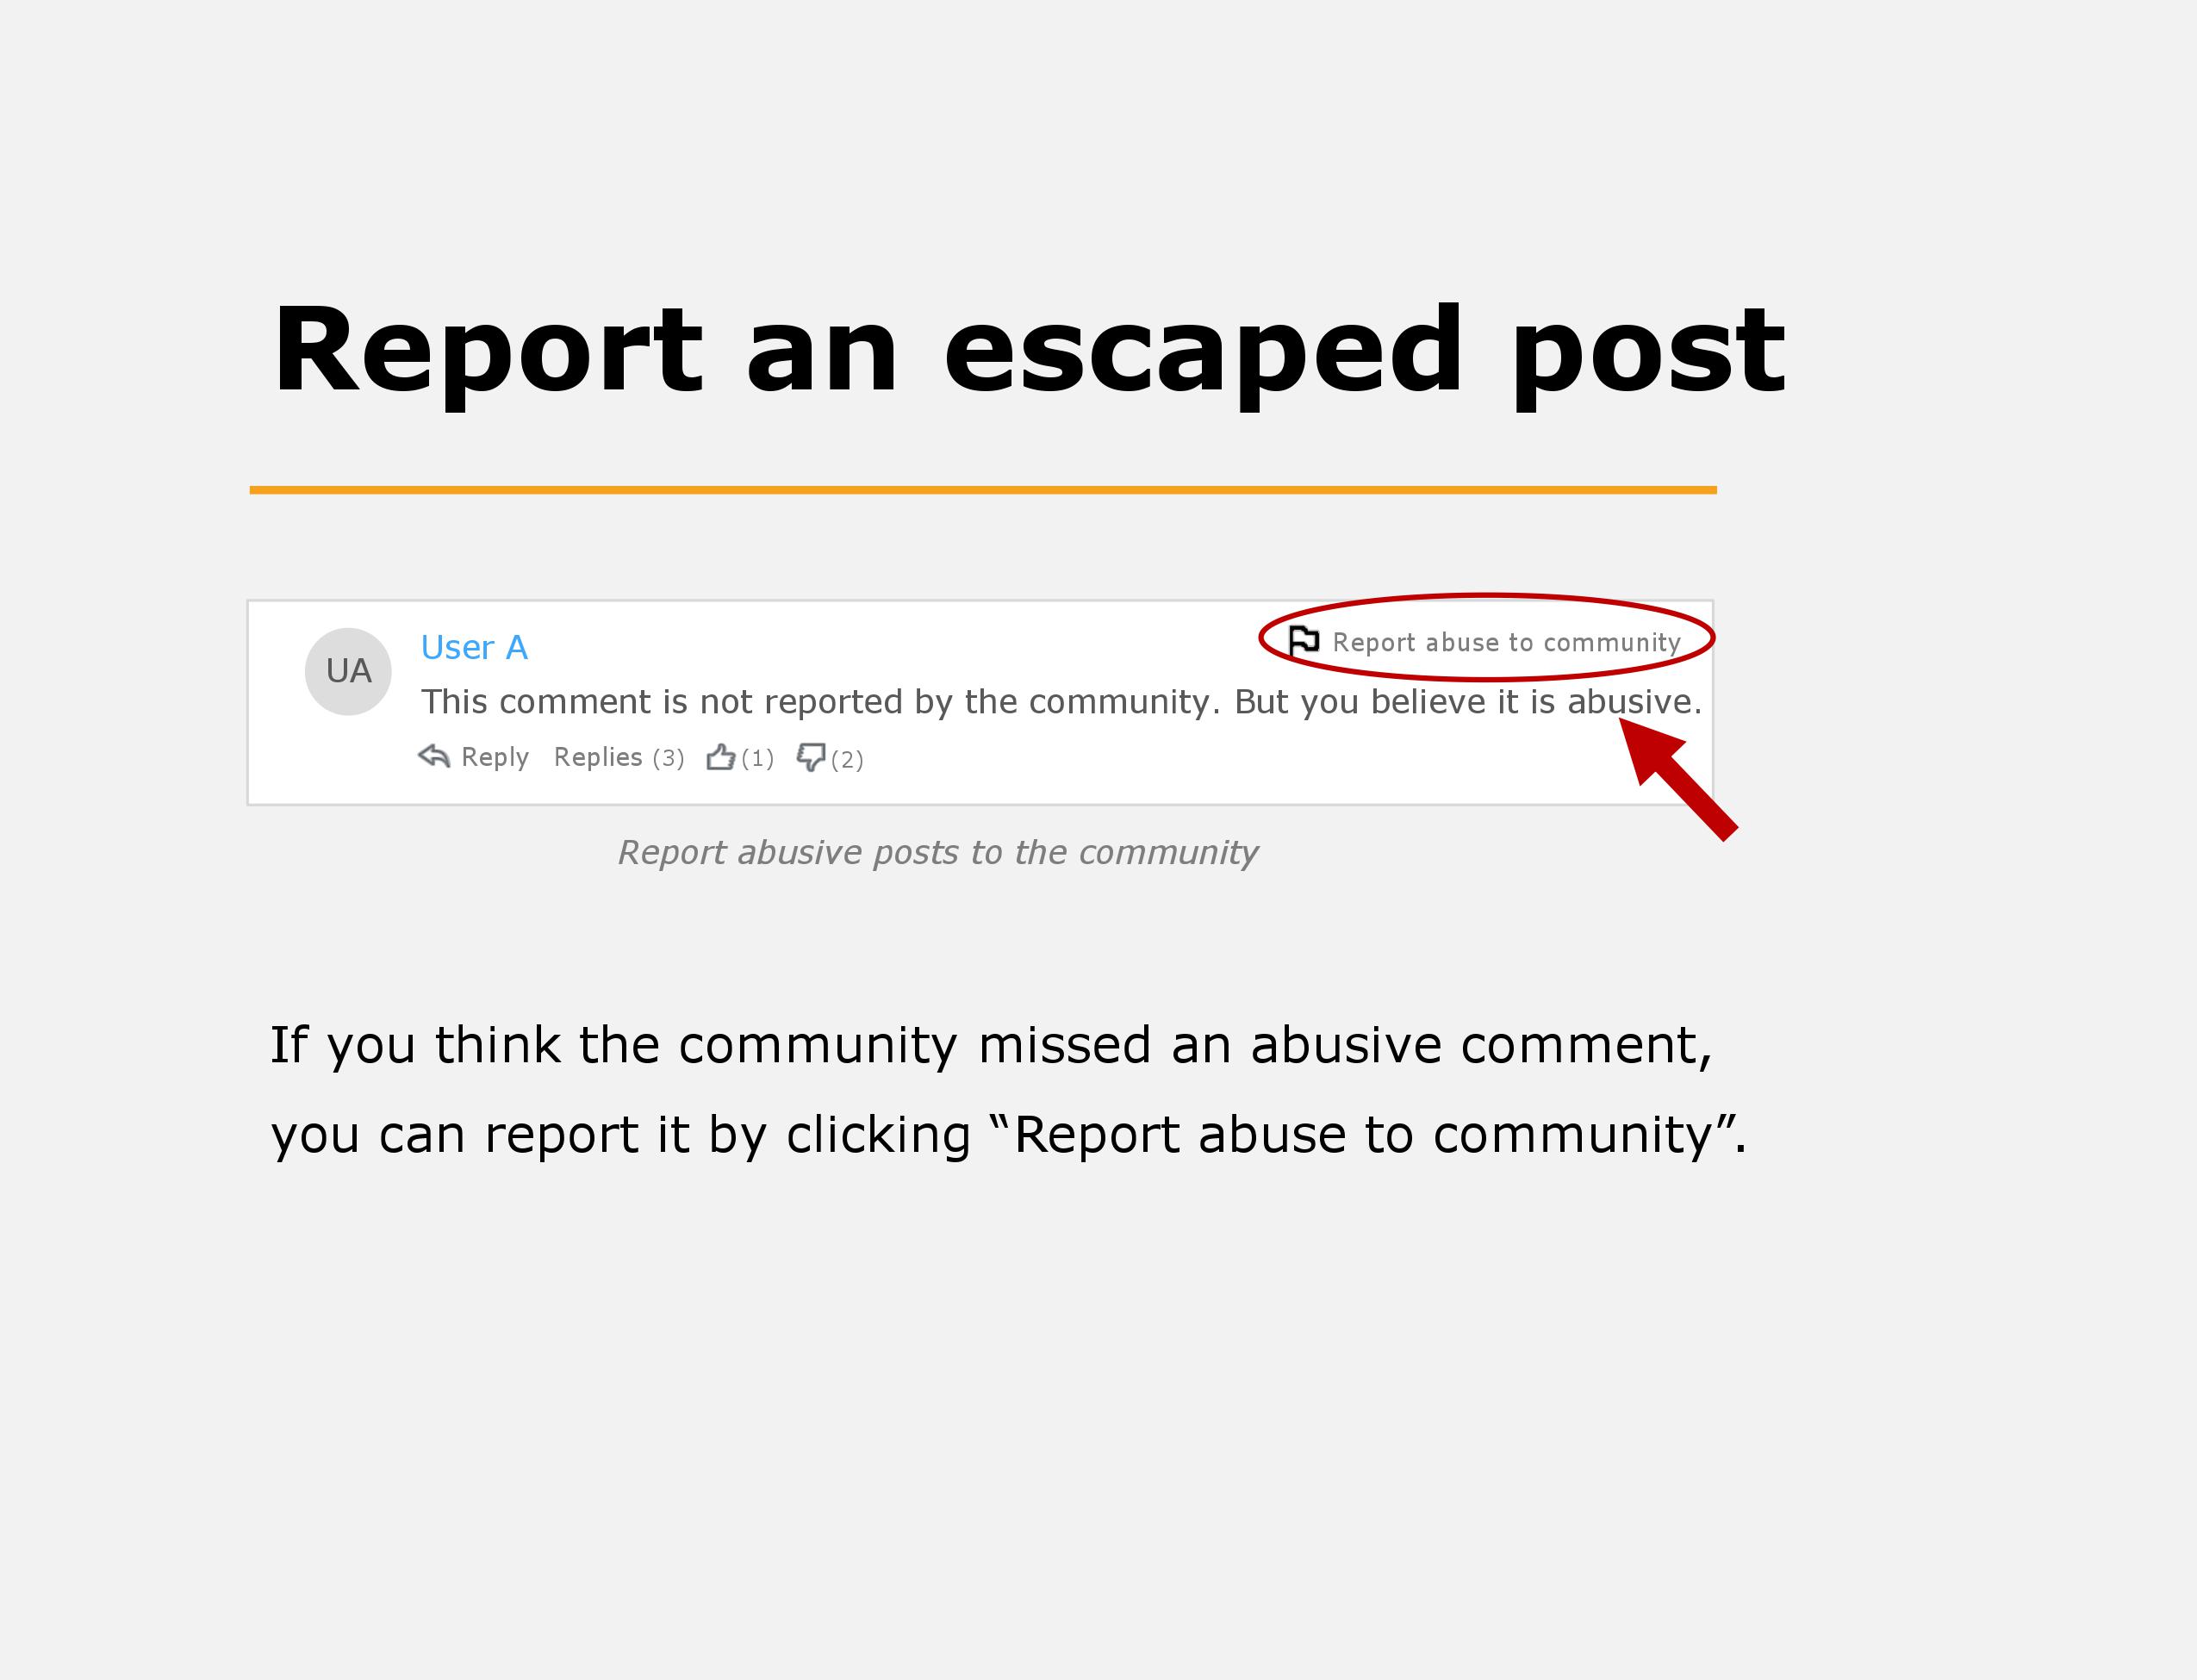 Report an escaped post
UA
User A
Report abuse to community
This comment is not reported by the community. But you believe it is abusive.
Reply Replies (3) (1) (2)
Report abusive posts to the community
If you think the community missed an abusive comment,
you can report it by clicking “Report abuse to community”.